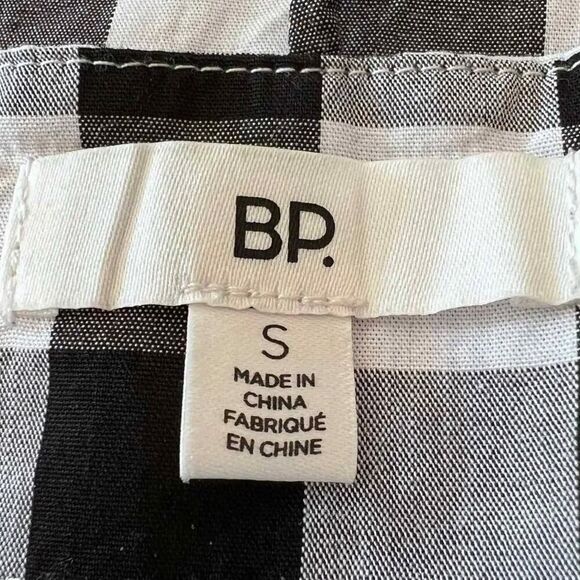 BP.
S
MADE IN
CHINA
FABRIQUÉ
EN CHINE